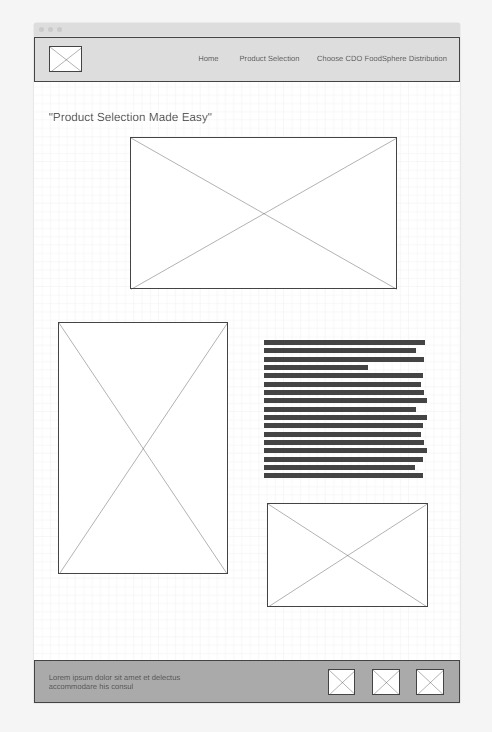 Home Product Selection Choose CDO FoodSphere Distribution
"Product Selection Made Easy"
Lorem ipsum dolor sit amet et delectus
accommodare his consul